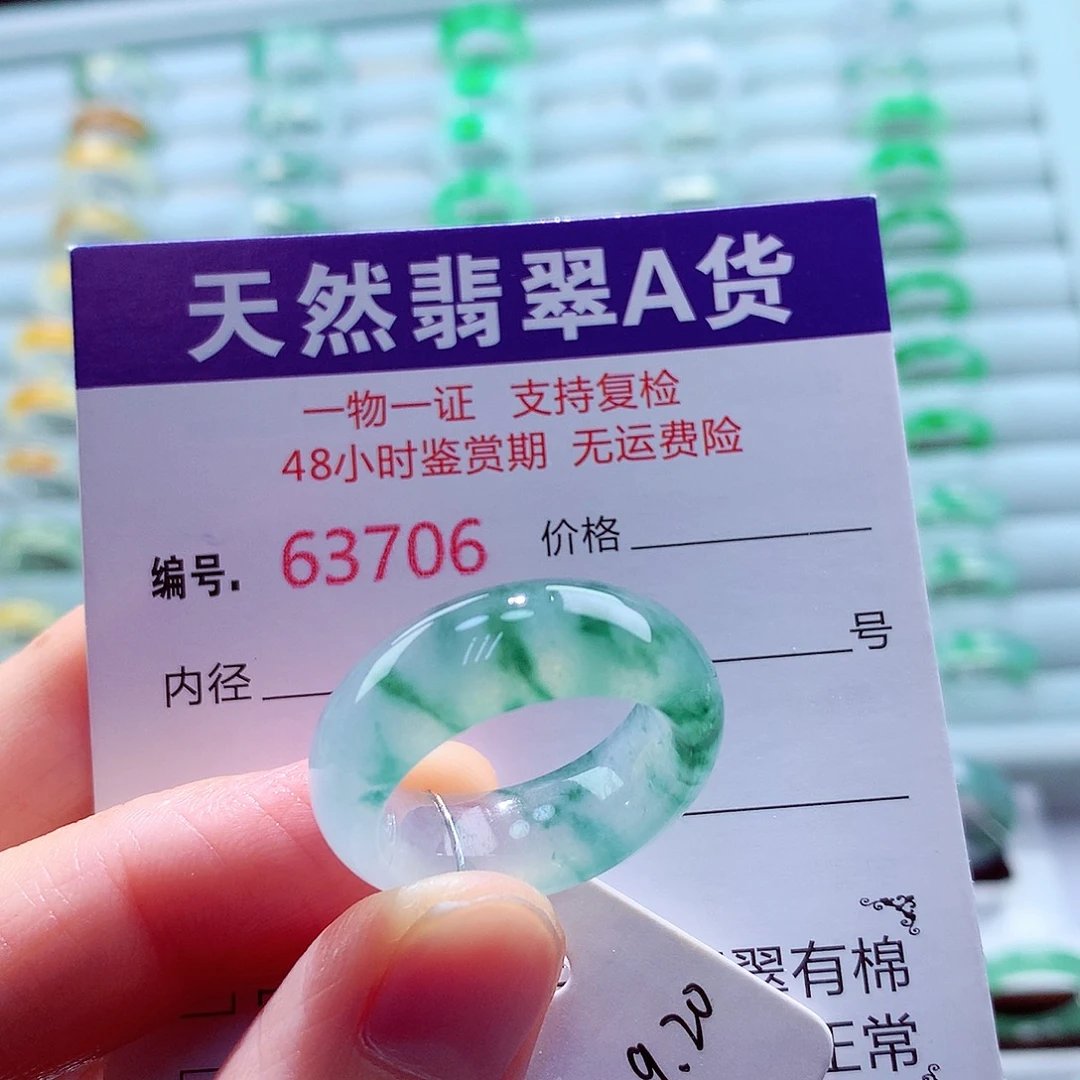 天然翡翠A货
一物一证 支持复检
48小时鉴赏期 无运费险
编号. 63706 价格
号
内径
翠有棉
正常
9.20